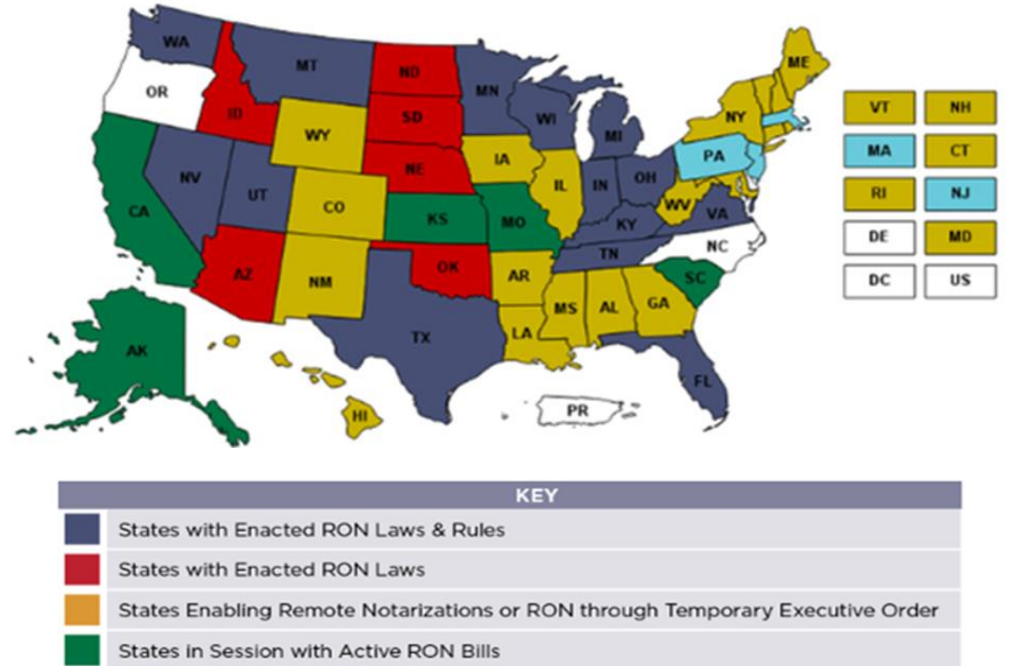 WA
MT
ND
MN
ME
OR
ID
SD
WI
MI
NY
VT
NH
WY
NE
IA
PA
MA
CT
NV
UT
CO
IL
IN
OH
RI
NJ
CA
KS
MO
KY
WV
VA
DE
MD
AZ
NM
OK
AR
TN
NC
SC
DC
US
TX
LA
MS
AL
GA
AK
FL
HI
PR
KEY
States with Enacted RON Laws & Rules
States with Enacted RON Laws
States Enabling Remote Notarizations or RON through Temporary Executive Order
States in Session with Active RON Bills